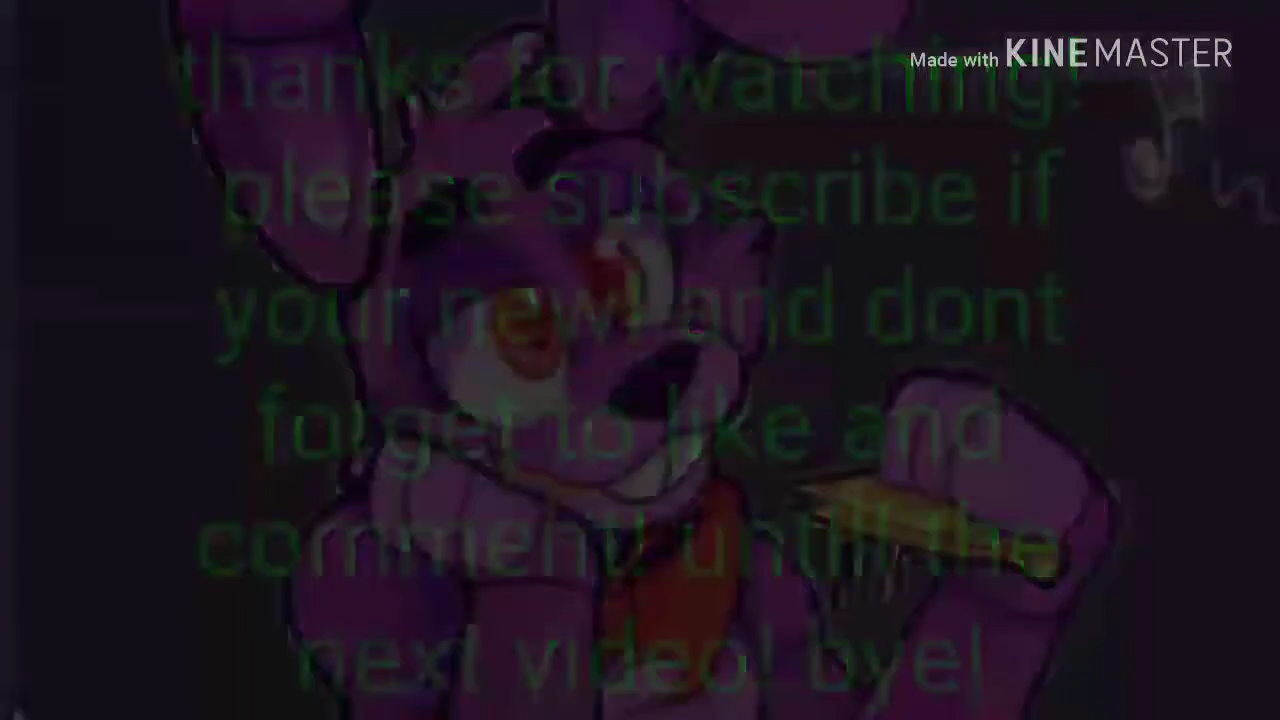 Made with KINEMASTER
thanks for watching!
please subscribe if
your new! and dont
forget to like and
comment! untill the
next video! bye!